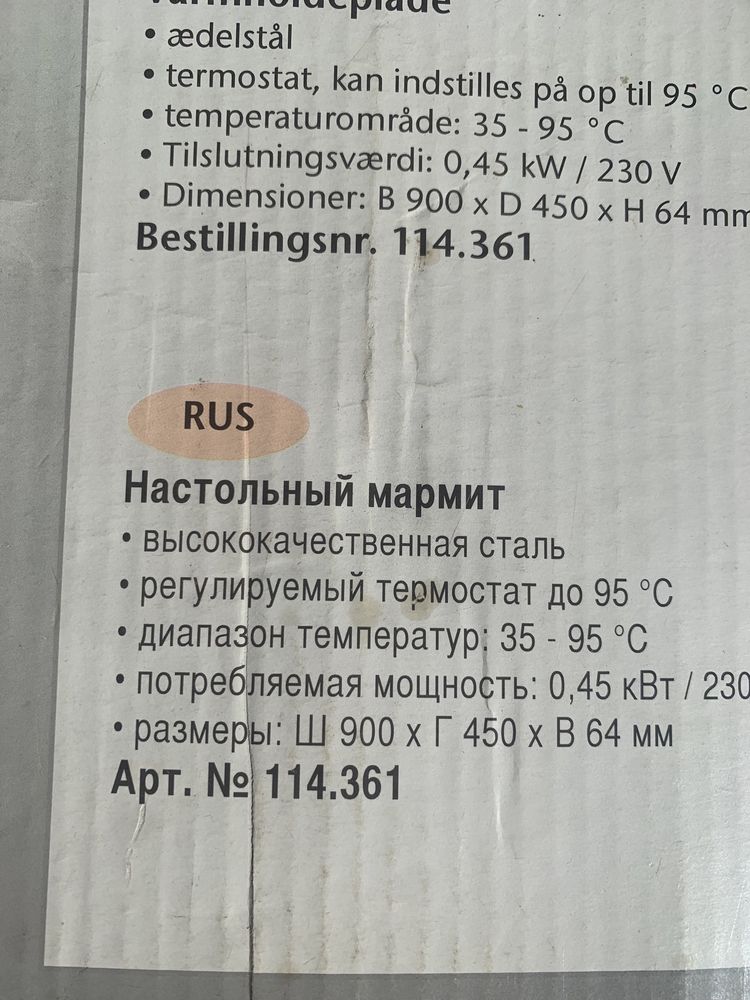 Varmholdeplade
• ædelstål
• termostat, kan indstilles på op til 95 °C
• temperaturområde: 35 - 95 °C
• Tilslutningsværdi: 0,45 kW / 230 V
• Dimensioner: B 900 x D 450 x H 64 mm
Bestillingsnr. 114.361
RUS
Настольный мармит
• высококачественная сталь
• регулируемый термостат до 95 °C
• диапазон температур: 35 - 95 °C
• потребляемая мощность: 0,45 кВт / 230
• размеры: Ш 900 х Г 450 х В 64 мм
Арт. № 114.361